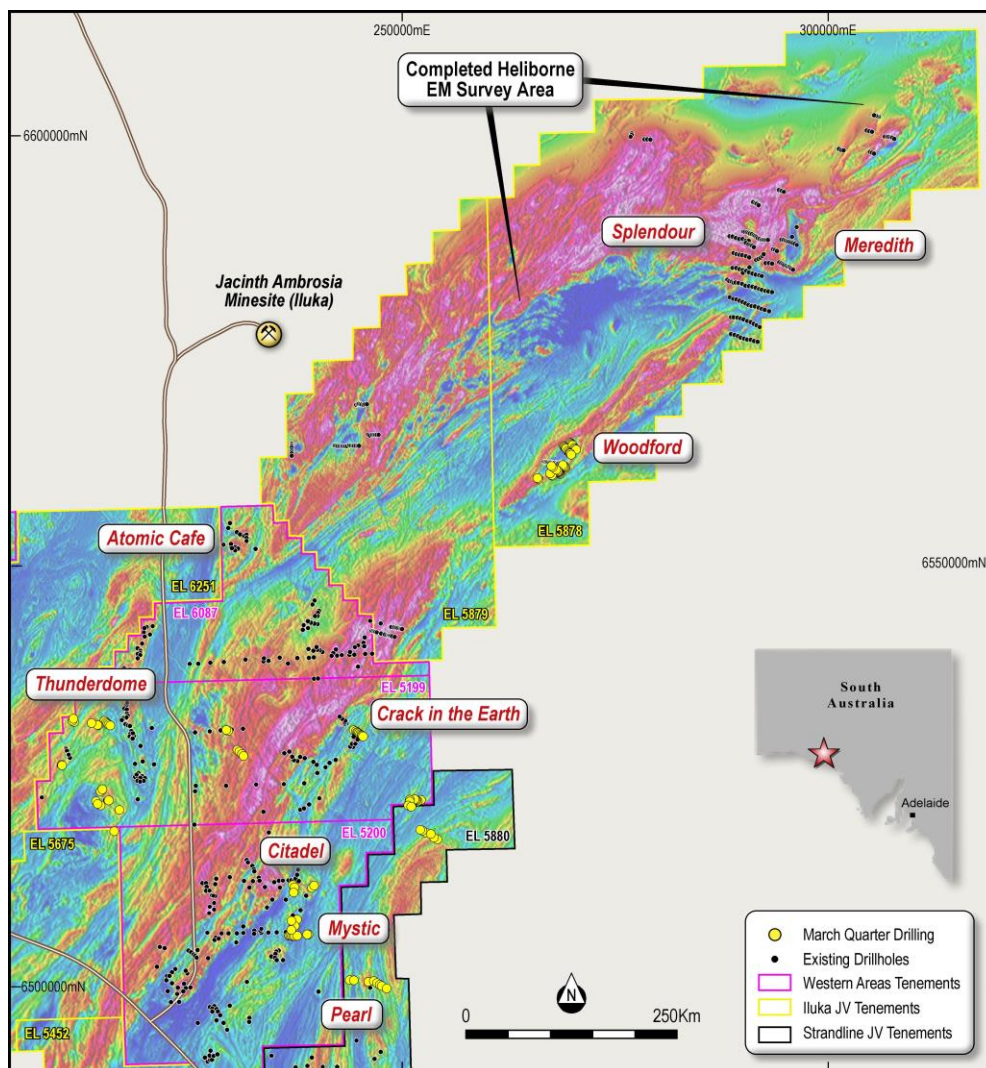 250000mE
300000mE
Completed Heliborne
EM Survey Area
6600000mN
Splendour
Meredith
Jacinth Ambrosia
Minesite (Iluka)
Woodford
Atomic Cafe
EL 5878
6550000mN
EL 6251
EL 6087
EL 5879
Thunderdome
EL 5199
Crack in the Earth
South
Australia
Adelaide
EL 5675
EL 5200
EL 5880
Citadel
Mystic
6500000mN
Pearl
EL 5452
N
0
250Km
March Quarter Drilling
Existing Drillholes
Western Areas Tenements
Iluka JV Tenements
Strandline JV Tenements